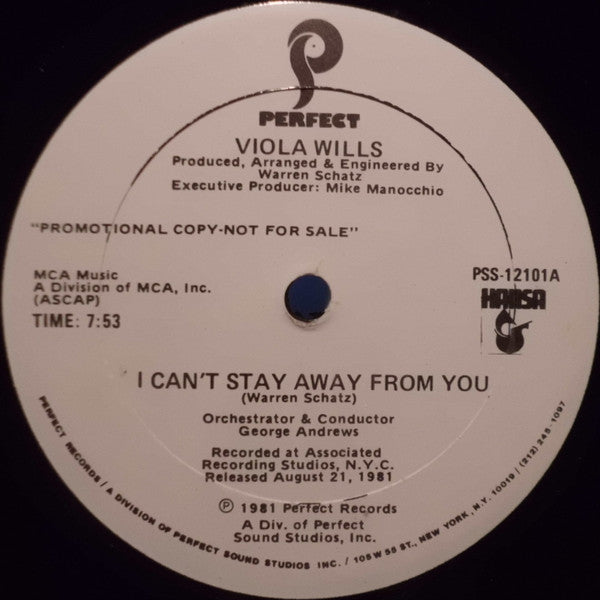 PERFECT
VIOLA WILLS
Produced, Arranged & Engineered By
Warren Schatz
Executive Producer: Mike Manocchio
"PROMOTIONAL COPY-NOT FOR SALE"
MCA Music
A Division of MCA, Inc.
(ASCAP)
TIME: 7:53
PSS-12101A
HANSA
I CAN'T STAY AWAY FROM YOU
(Warren Schatz)
Orchestrator & Conductor
George Andrews
Recorded at Associated
Recording Studios, N.Y.C.
Released August 21, 1981
℗ 1981 Perfect Records
A Div. of Perfect
Sound Studios, Inc.
PERFECT RECORDS / A DIVISION OF PERFECT SOUND STUDIOS INC. / 105 W 55 ST., NEW YORK, N.Y. 10019 / (212) 245-1097